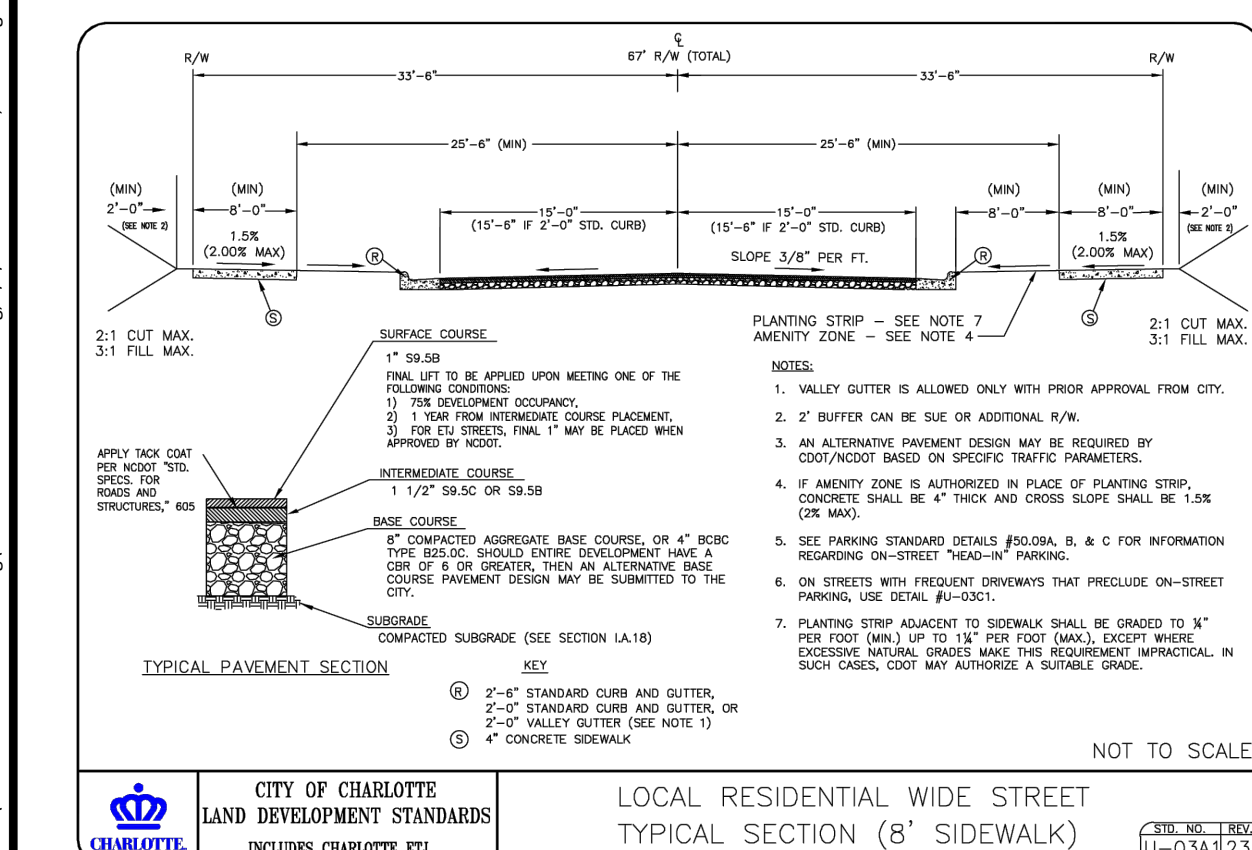 ℄
R/W
67' R/W (TOTAL)
R/W
33'-6"
33'-6"
25'-6" (MIN)
25'-6" (MIN)
(MIN)
2'-0"
(SEE NOTE 2)
(MIN)
8'-0"
1.5%
(2.00% MAX)
15'-0"
(15'-6" IF 2'-0" STD. CURB)
15'-0"
(15'-6" IF 2'-0" STD. CURB)
(MIN)
8'-0"
(MIN)
8'-0"
1.5%
(2.00% MAX)
(MIN)
2'-0"
(SEE NOTE 2)
R
SLOPE 3/8" PER FT.
R
S
S
2:1 CUT MAX.
3:1 FILL MAX.
PLANTING STRIP - SEE NOTE 7
AMENITY ZONE - SEE NOTE 4
2:1 CUT MAX.
3:1 FILL MAX.
SURFACE COURSE
1" S9.5B
FINAL LIFT TO BE APPLIED UPON MEETING ONE OF THE
FOLLOWING CONDITIONS:
1) 75% DEVELOPMENT OCCUPANCY,
2) 1 YEAR FROM INTERMEDIATE COURSE PLACEMENT,
3) FOR ETJ STREETS, FINAL 1" MAY BE PLACED WHEN
APPROVED BY NCDOT.
APPLY TACK COAT
PER NCDOT "STD.
SPECS. FOR
ROADS AND
STRUCTURES," 605
INTERMEDIATE COURSE
1 1/2" S9.5C OR S9.5B
BASE COURSE
8" COMPACTED AGGREGATE BASE COURSE, OR 4" BCBC
TYPE B25.0C. SHOULD ENTIRE DEVELOPMENT HAVE A
CBR OF 6 OR GREATER, THEN AN ALTERNATIVE BASE
COURSE PAVEMENT DESIGN MAY BE SUBMITTED TO THE
CITY.
SUBGRADE
COMPACTED SUBGRADE (SEE SECTION I.A.18)
TYPICAL PAVEMENT SECTION
KEY
R 2'-6" STANDARD CURB AND GUTTER,
2'-0" STANDARD CURB AND GUTTER, OR
2'-0" VALLEY GUTTER (SEE NOTE 1)
S 4" CONCRETE SIDEWALK
NOTES:
1. VALLEY GUTTER IS ALLOWED ONLY WITH PRIOR APPROVAL FROM CITY.
2. 2' BUFFER CAN BE SUE OR ADDITIONAL R/W.
3. AN ALTERNATIVE PAVEMENT DESIGN MAY BE REQUIRED BY
CDOT/NCDOT BASED ON SPECIFIC TRAFFIC PARAMETERS.
4. IF AMENITY ZONE IS AUTHORIZED IN PLACE OF PLANTING STRIP,
CONCRETE SHALL BE 4" THICK AND CROSS SLOPE SHALL BE 1.5%
(2% MAX).
5. SEE PARKING STANDARD DETAILS #50.09A, B, & C FOR INFORMATION
REGARDING ON-STREET "HEAD-IN" PARKING.
6. ON STREETS WITH FREQUENT DRIVEWAYS THAT PRECLUDE ON-STREET
PARKING, USE DETAIL #U-03C1.
7. PLANTING STRIP ADJACENT TO SIDEWALK SHALL BE GRADED TO ¼"
PER FOOT (MIN.) UP TO 1¼" PER FOOT (MAX.), EXCEPT WHERE
EXCESSIVE NATURAL GRADES MAKE THIS REQUIREMENT IMPRACTICAL. IN
SUCH CASES, CDOT MAY AUTHORIZE A SUITABLE GRADE.
NOT TO SCALE
CHARLOTTE.
CITY OF CHARLOTTE
LAND DEVELOPMENT STANDARDS
INCLUDES CHARLOTTE ETJ
LOCAL RESIDENTIAL WIDE STREET
TYPICAL SECTION (8' SIDEWALK)
STD. NO. REV.
U-03A1 23